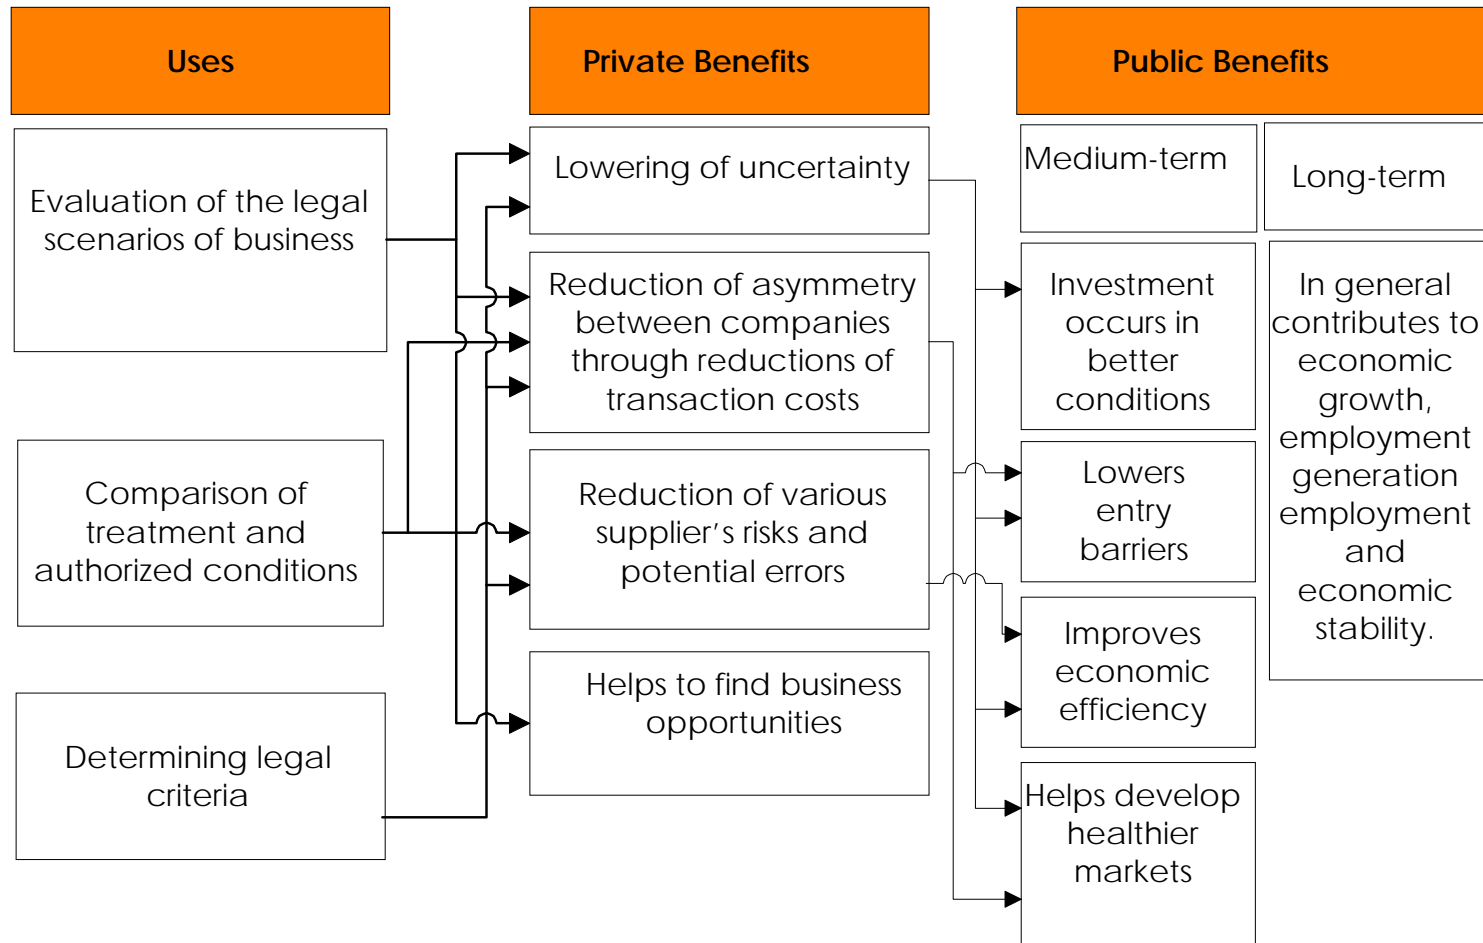 Uses
Private Benefits
Public Benefits
Evaluation of the legal
scenarios of business
Comparison of
treatment and
authorized conditions
Determining legal
criteria
Lowering of uncertainty
Reduction of asymmetry
between companies
through reductions of
transaction costs
Reduction of various
supplier’s risks and
potential errors
Helps to find business
opportunities
Medium-term
Investment
occurs in
better
conditions
Lowers
entry
barriers
Improves
economic
efficiency
Helps develop
healthier
markets
Long-term
In general
contributes to
economic
growth,
employment
generation
employment
and
economic
stability.